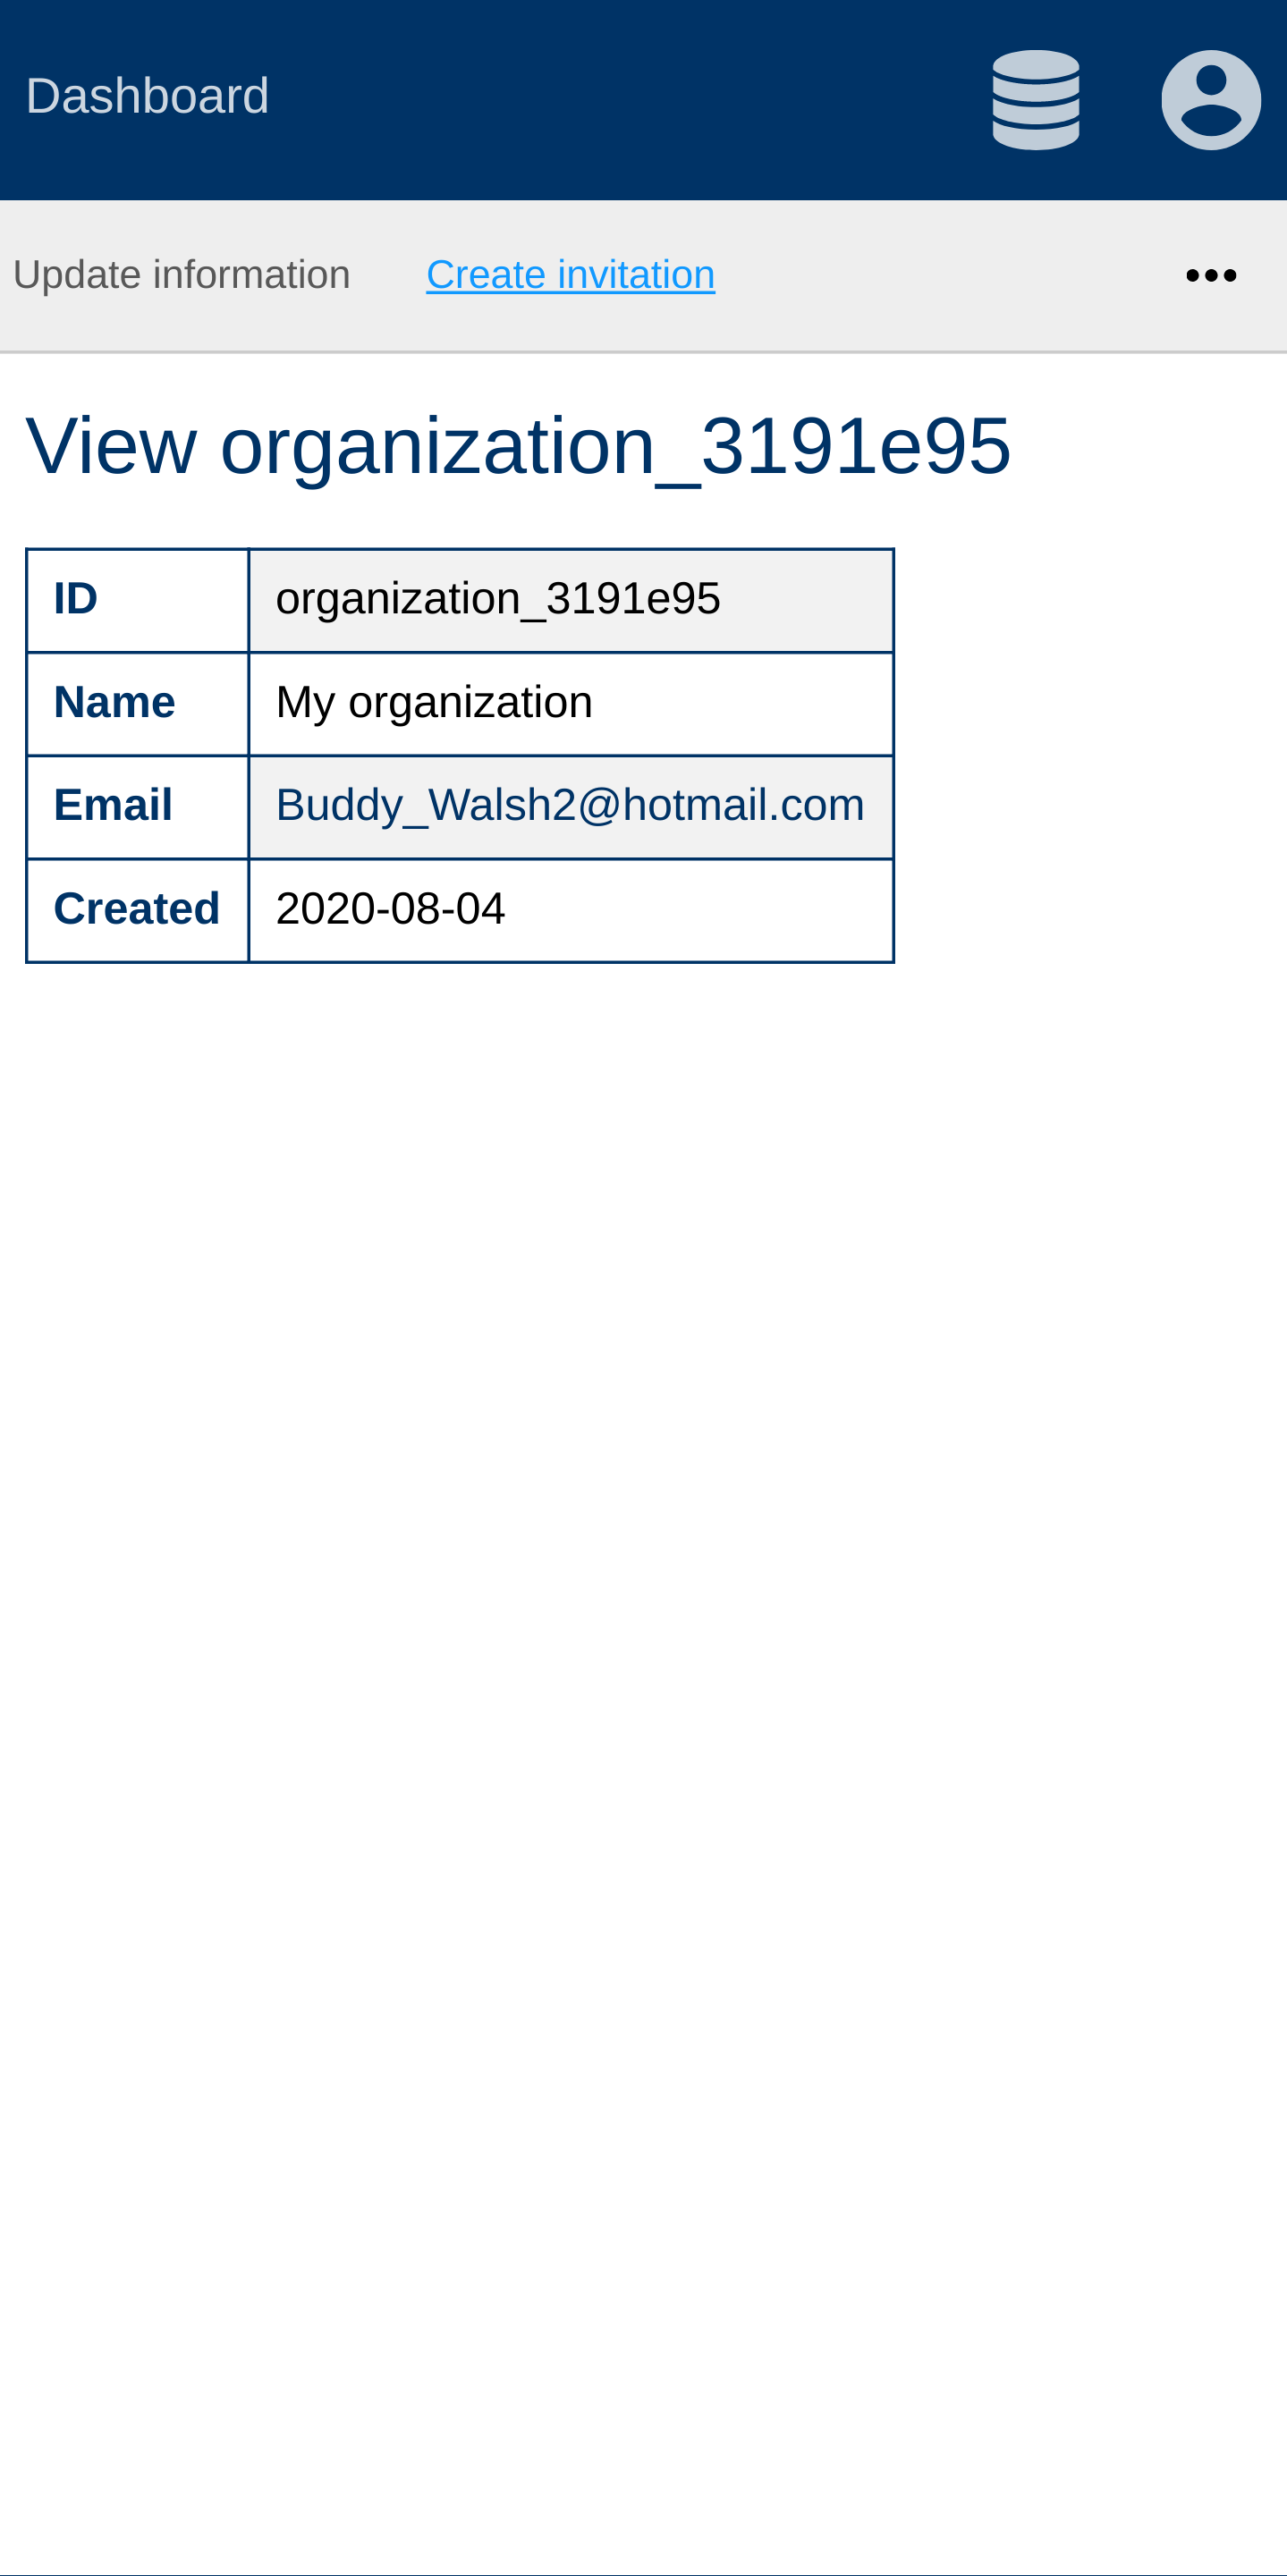 Dashboard
Update information Create invitation
View organization_3191e95
ID organization_3191e95
Name My organization
Email Buddy_Walsh2@hotmail.com
Created 2020-08-04